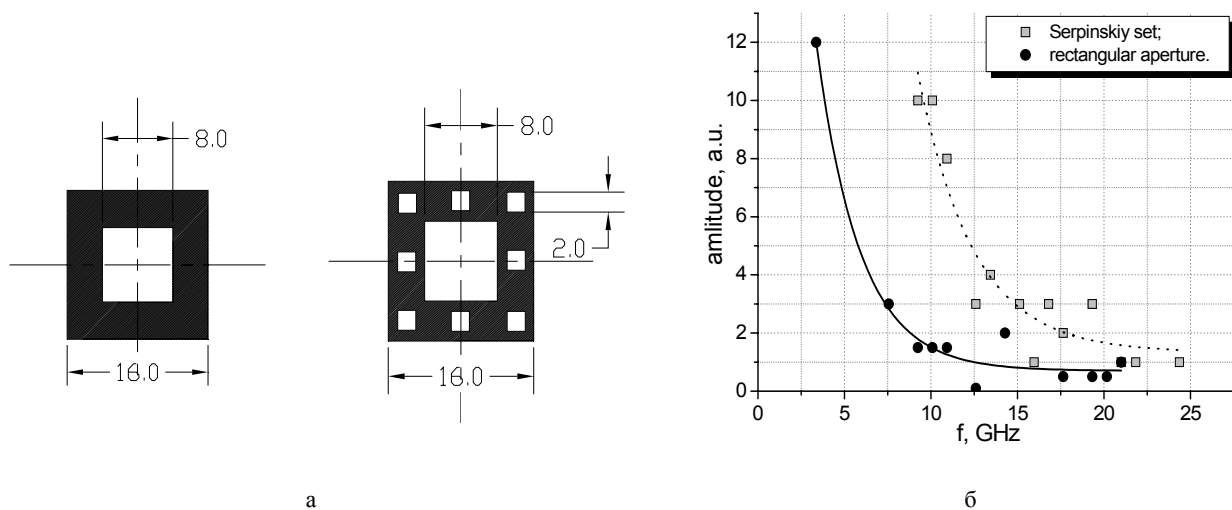 8.0
16.0
8.0
2.0
16.0
а
Serpinskiy set;
rectangular aperture.
amlitude, a.u.
12
10
8
6
4
2
0
0 5 10 15 20 25
f, GHz
б